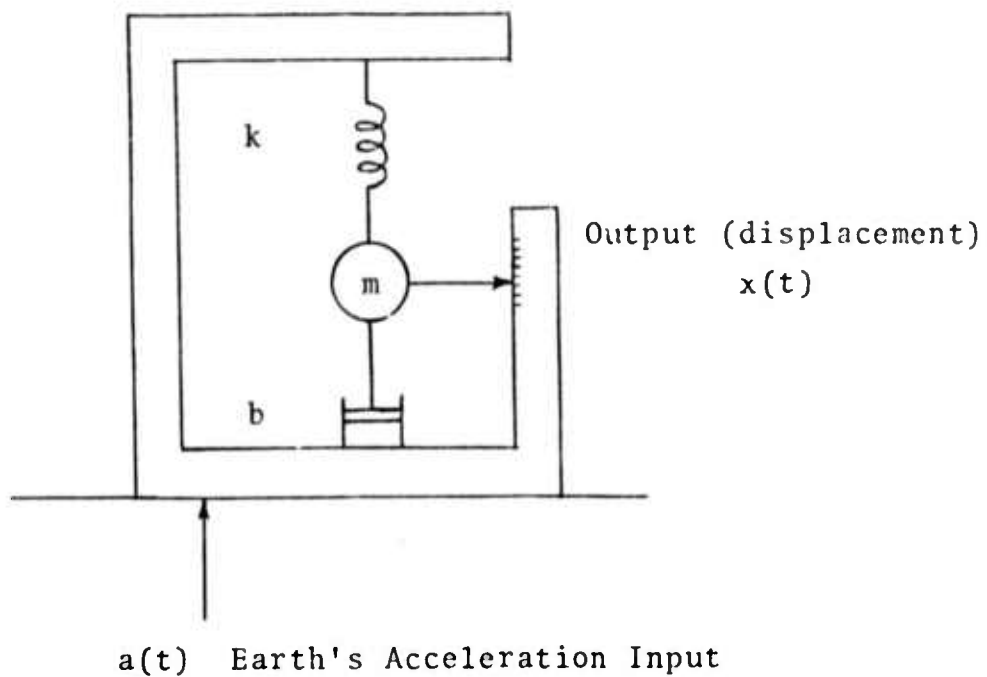 k
Output (displacement)
x(t)
m
b
a(t) Earth's Acceleration Input